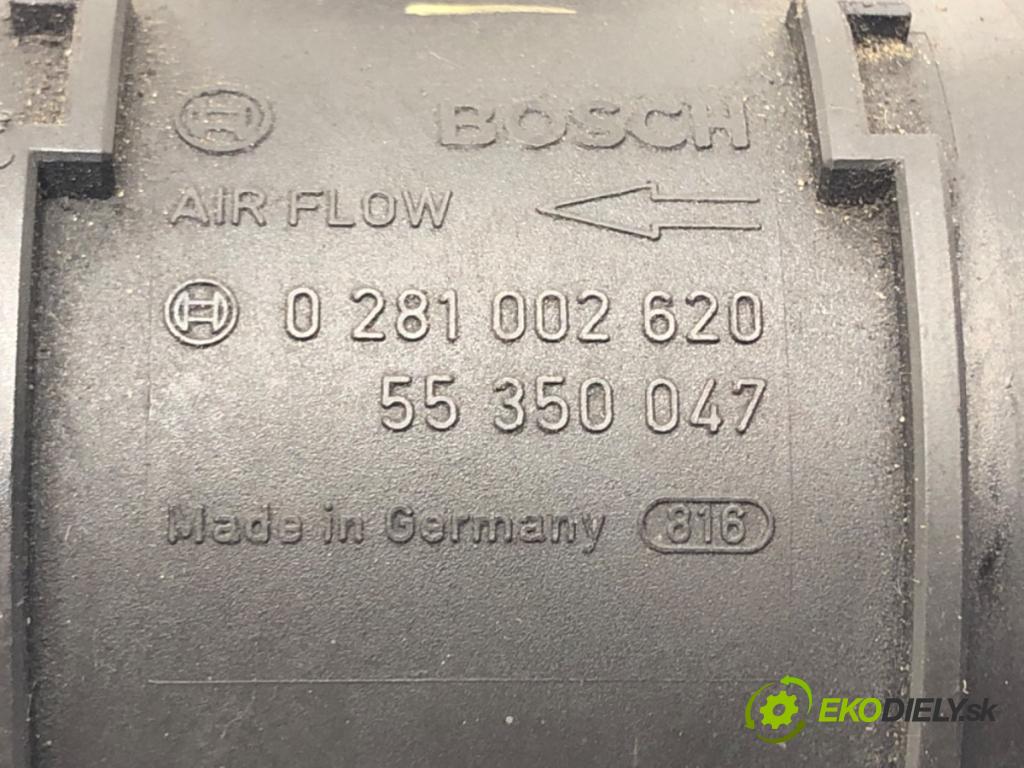 BOSCH
AIR FLOW
0 281 002 620
55 350 047
Made in Germany 816
EKODIELY.sk